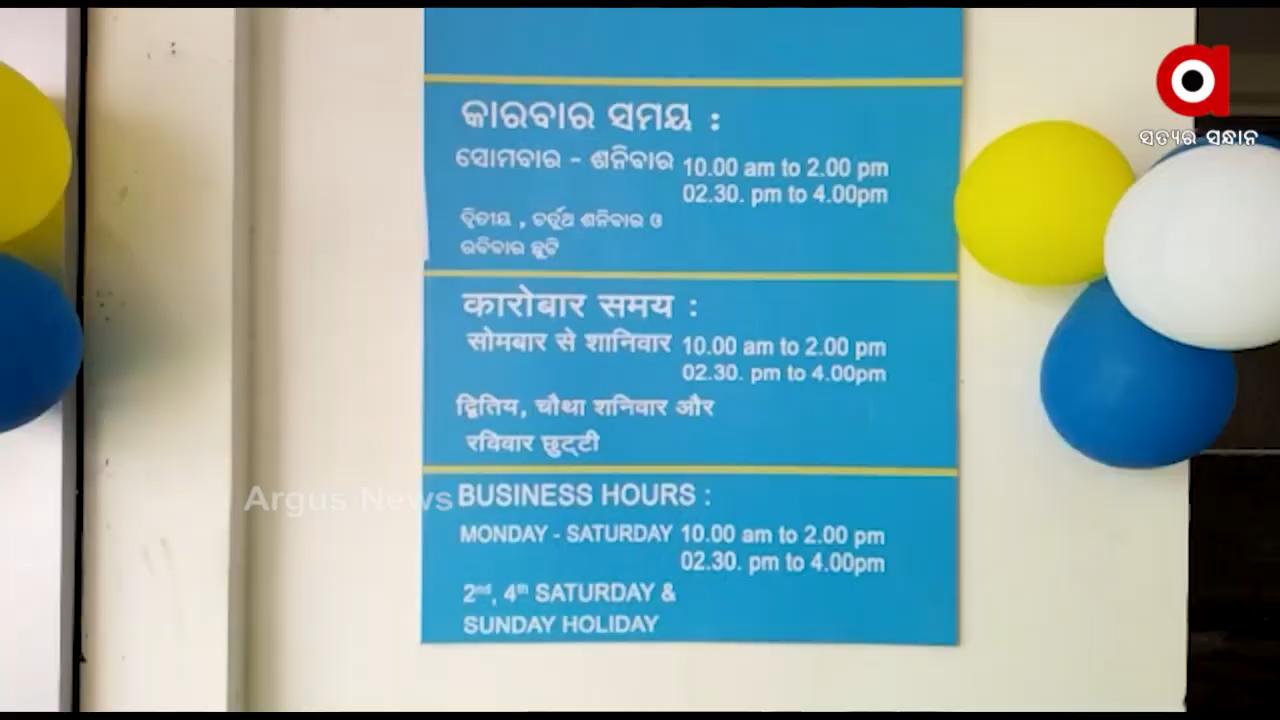 ସତ୍ୟର ସନ୍ଧାନ
କାରବାର ସମୟ :
ସୋମବାର - ଶନିବାର 10.00 am to 2.00 pm
02.30. pm to 4.00pm
ଦ୍ୱିତୀୟ , ଚର୍ତୁଥ ଶନିବାର ଓ
ରବିବାର ଛୁଟି
कारोबार समय :
सोमबार से शानिवार 10.00 am to 2.00 pm
02.30. pm to 4.00pm
द्वितिय, चौथा शनिवार और
रविवार छुट्टी
Argus News
BUSINESS HOURS :
MONDAY - SATURDAY 10.00 am to 2.00 pm
02.30. pm to 4.00pm
2nd, 4th SATURDAY &
SUNDAY HOLIDAY